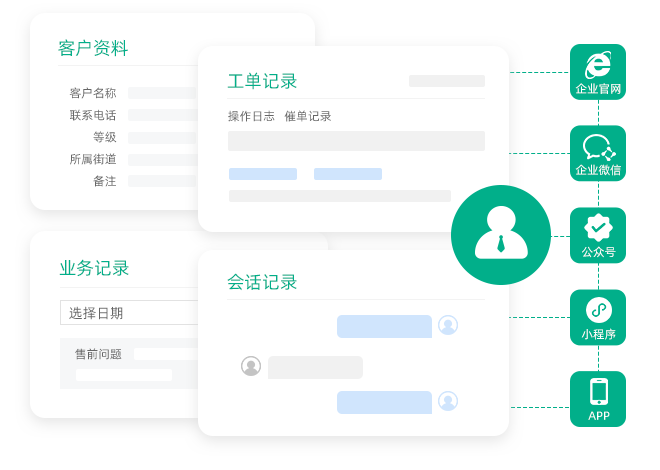 客户资料
客户名称
联系电话
等级
所属街道
备注
工单记录
操作日志 催单记录
业务记录
选择日期
售前问题
会话记录
企业官网
企业微信
公众号
小程序
APP